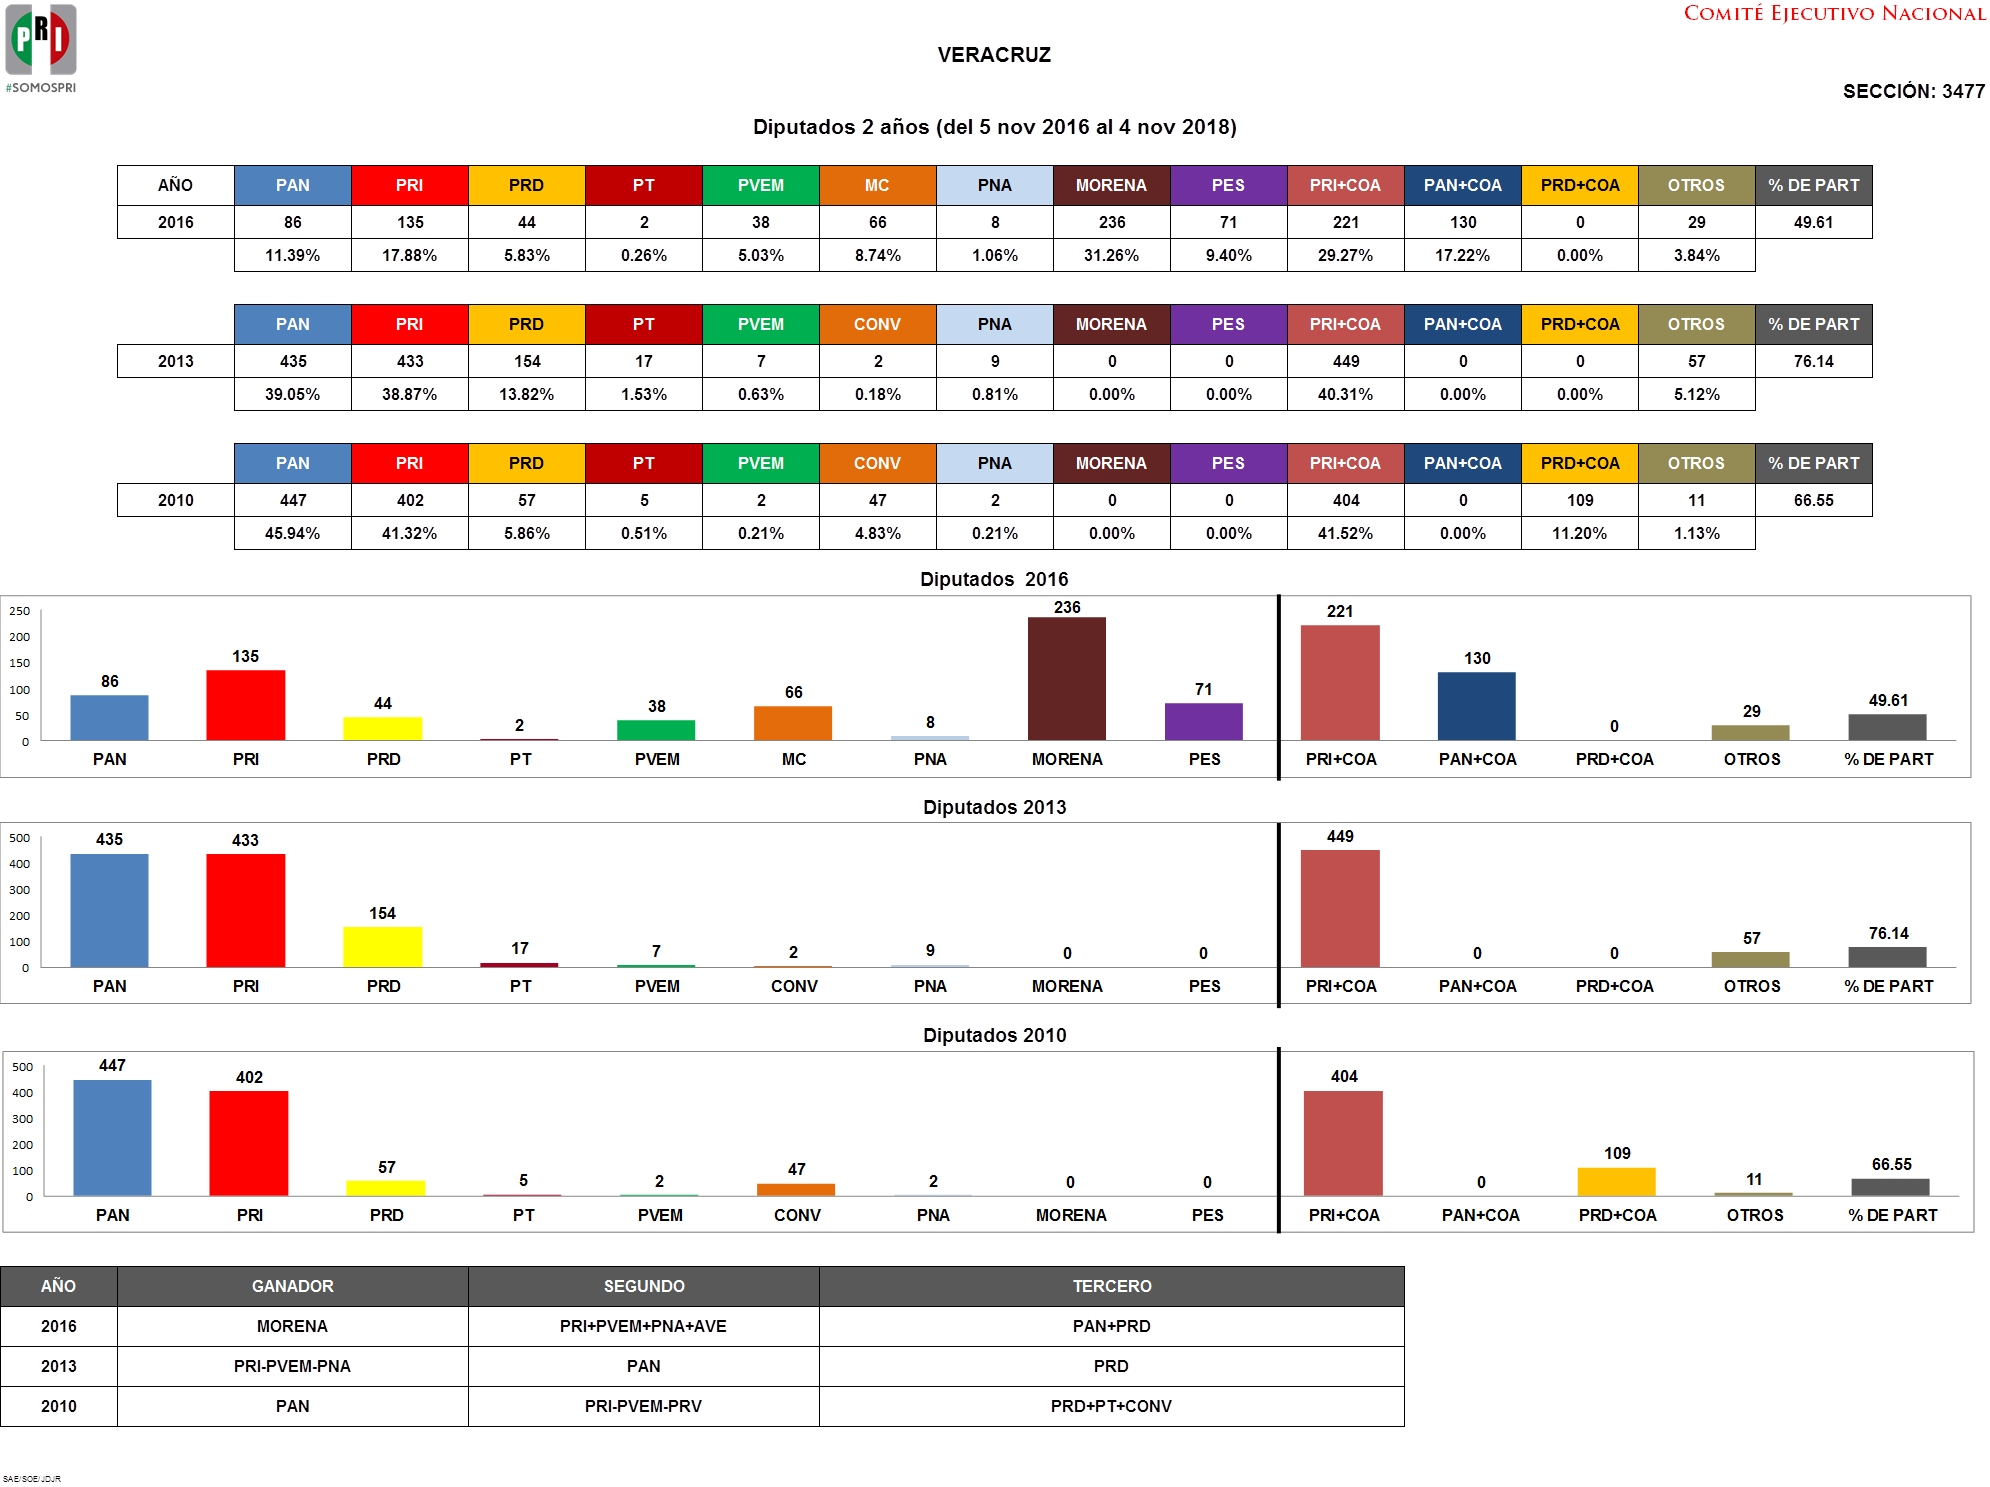 PRI
#SOMOSPRI
COMITÉ EJECUTIVO NACIONAL
VERACRUZ
SECCIÓN: 3477
Diputados 2 años (del 5 nov 2016 al 4 nov 2018)
AÑO PAN PRI PRD PT PVEM MC PNA MORENA PES PRI+COA PAN+COA PRD+COA OTROS % DE PART
2016 86 135 44 2 38 66 8 236 71 221 130 0 29 49.61
11.39% 17.88% 5.83% 0.26% 5.03% 8.74% 1.06% 31.26% 9.40% 29.27% 17.22% 0.00% 3.84%
PAN PRI PRD PT PVEM CONV PNA MORENA PES PRI+COA PAN+COA PRD+COA OTROS % DE PART
2013 435 433 154 17 7 2 9 0 0 449 0 0 57 76.14
39.05% 38.87% 13.82% 1.53% 0.63% 0.18% 0.81% 0.00% 0.00% 40.31% 0.00% 0.00% 5.12%
PAN PRI PRD PT PVEM CONV PNA MORENA PES PRI+COA PAN+COA PRD+COA OTROS % DE PART
2010 447 402 57 5 2 47 2 0 0 404 0 109 11 66.55
45.94% 41.32% 5.86% 0.51% 0.21% 4.83% 0.21% 0.00% 0.00% 41.52% 0.00% 11.20% 1.13%
Diputados 2016
250
200
150
100
50
0
86 135 44 2 38 66 8 236 71 221 130 0 29 49.61
PAN PRI PRD PT PVEM MC PNA MORENA PES PRI+COA PAN+COA PRD+COA OTROS % DE PART
Diputados 2013
500
400
300
200
100
0
435 433 154 17 7 2 9 0 0 449 0 0 57 76.14
PAN PRI PRD PT PVEM CONV PNA MORENA PES PRI+COA PAN+COA PRD+COA OTROS % DE PART
Diputados 2010
500
400
300
200
100
0
447 402 57 5 2 47 2 0 0 404 0 109 11 66.55
PAN PRI PRD PT PVEM CONV PNA MORENA PES PRI+COA PAN+COA PRD+COA OTROS % DE PART
AÑO GANADOR SEGUNDO TERCERO
2016 MORENA PRI+PVEM+PNA+AVE PAN+PRD
2013 PRI-PVEM-PNA PAN PRD
2010 PAN PRI-PVEM-PRV PRD+PT+CONV
SAE/SOE/JDJR